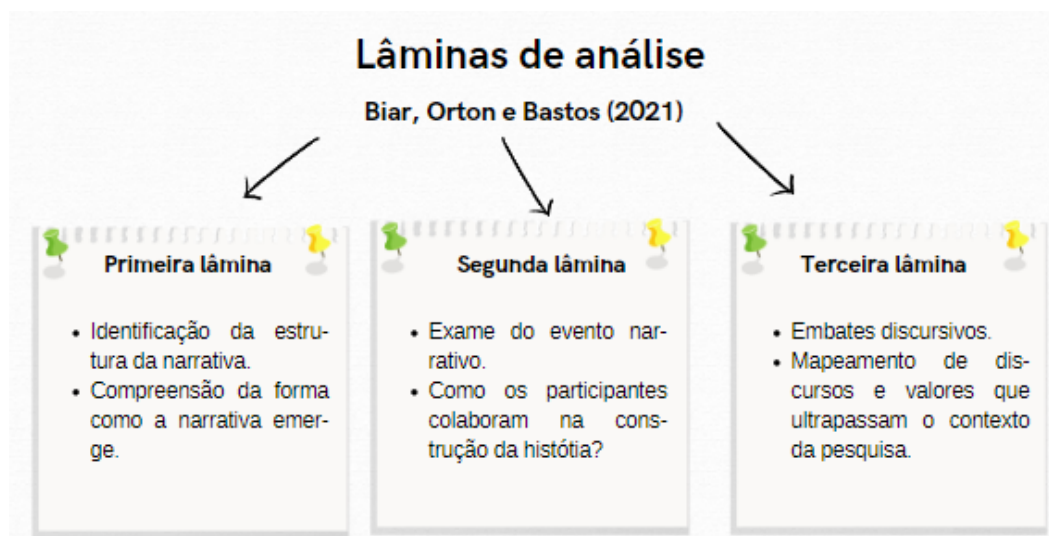 Lâminas de análise
Biar, Orton e Bastos (2021)
Primeira lâmina
• Identificação da estru-
tura da narrativa.
• Compreensão da forma
como a narrativa emer-
ge.
Segunda lâmina
• Exame do evento nar-
rativo.
• Como os participantes
colaboram na cons-
trução da histótia?
Terceira lâmina
• Embates discursivos.
• Mapeamento de dis-
cursos e valores que
ultrapassam o contexto
da pesquisa.